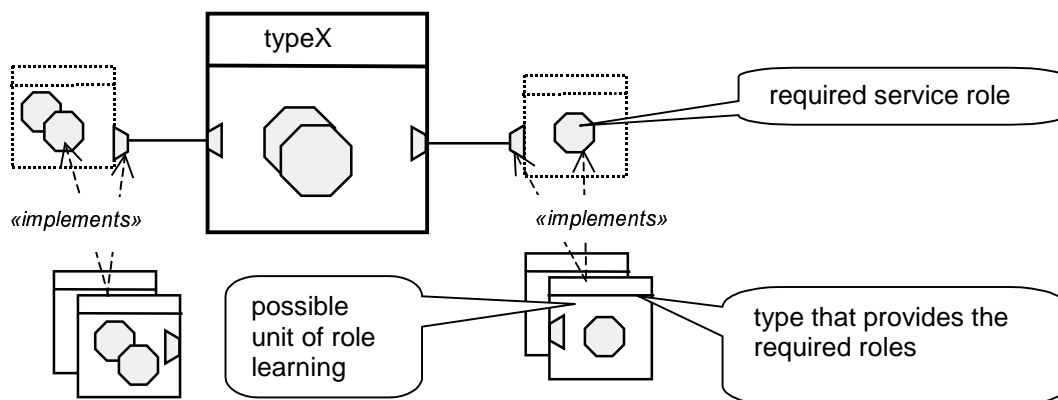 typeX
required service role
«implements»
«implements»
possible
unit of role
learning
type that provides the
required roles